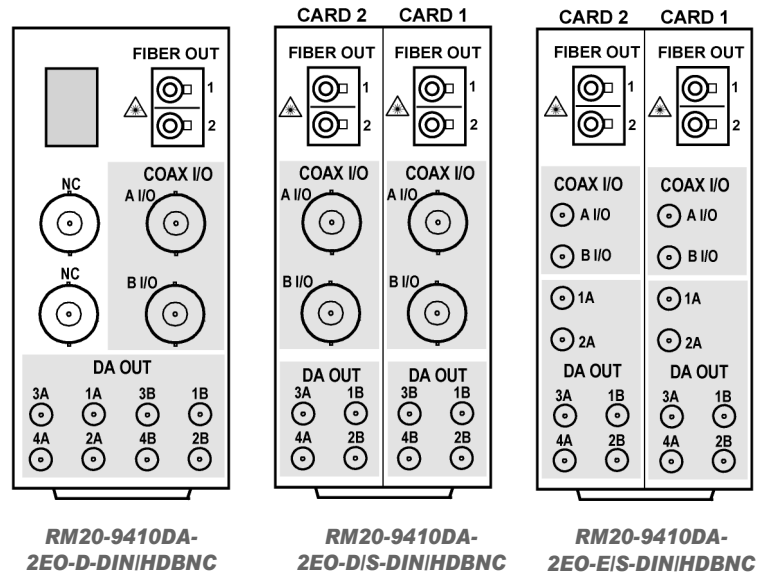 FIBER OUT
1
2
NC
COAX I/O
A I/O
NC
B I/O
DA OUT
3A 1A 3B 1B
4A 2A 4B 2B
RM20-9410DA-
2EO-D-DIN/HDBNC
CARD 2 CARD 1
FIBER OUT FIBER OUT
1 1
2 2
COAX I/O COAX I/O
A I/O A I/O
B I/O B I/O
DA OUT DA OUT
3A 1B 3B 1B
4A 2B 4B 2B
RM20-9410DA-
2EO-D/S-DIN/HDBNC
CARD 2 CARD 1
FIBER OUT FIBER OUT
1 1
2 2
COAX I/O COAX I/O
A I/O A I/O
B I/O B I/O
1A 1A
2A 2A
DA OUT DA OUT
3A 1B 3A 1B
4A 2B 4A 2B
RM20-9410DA-
2EO-E/S-DIN/HDBNC